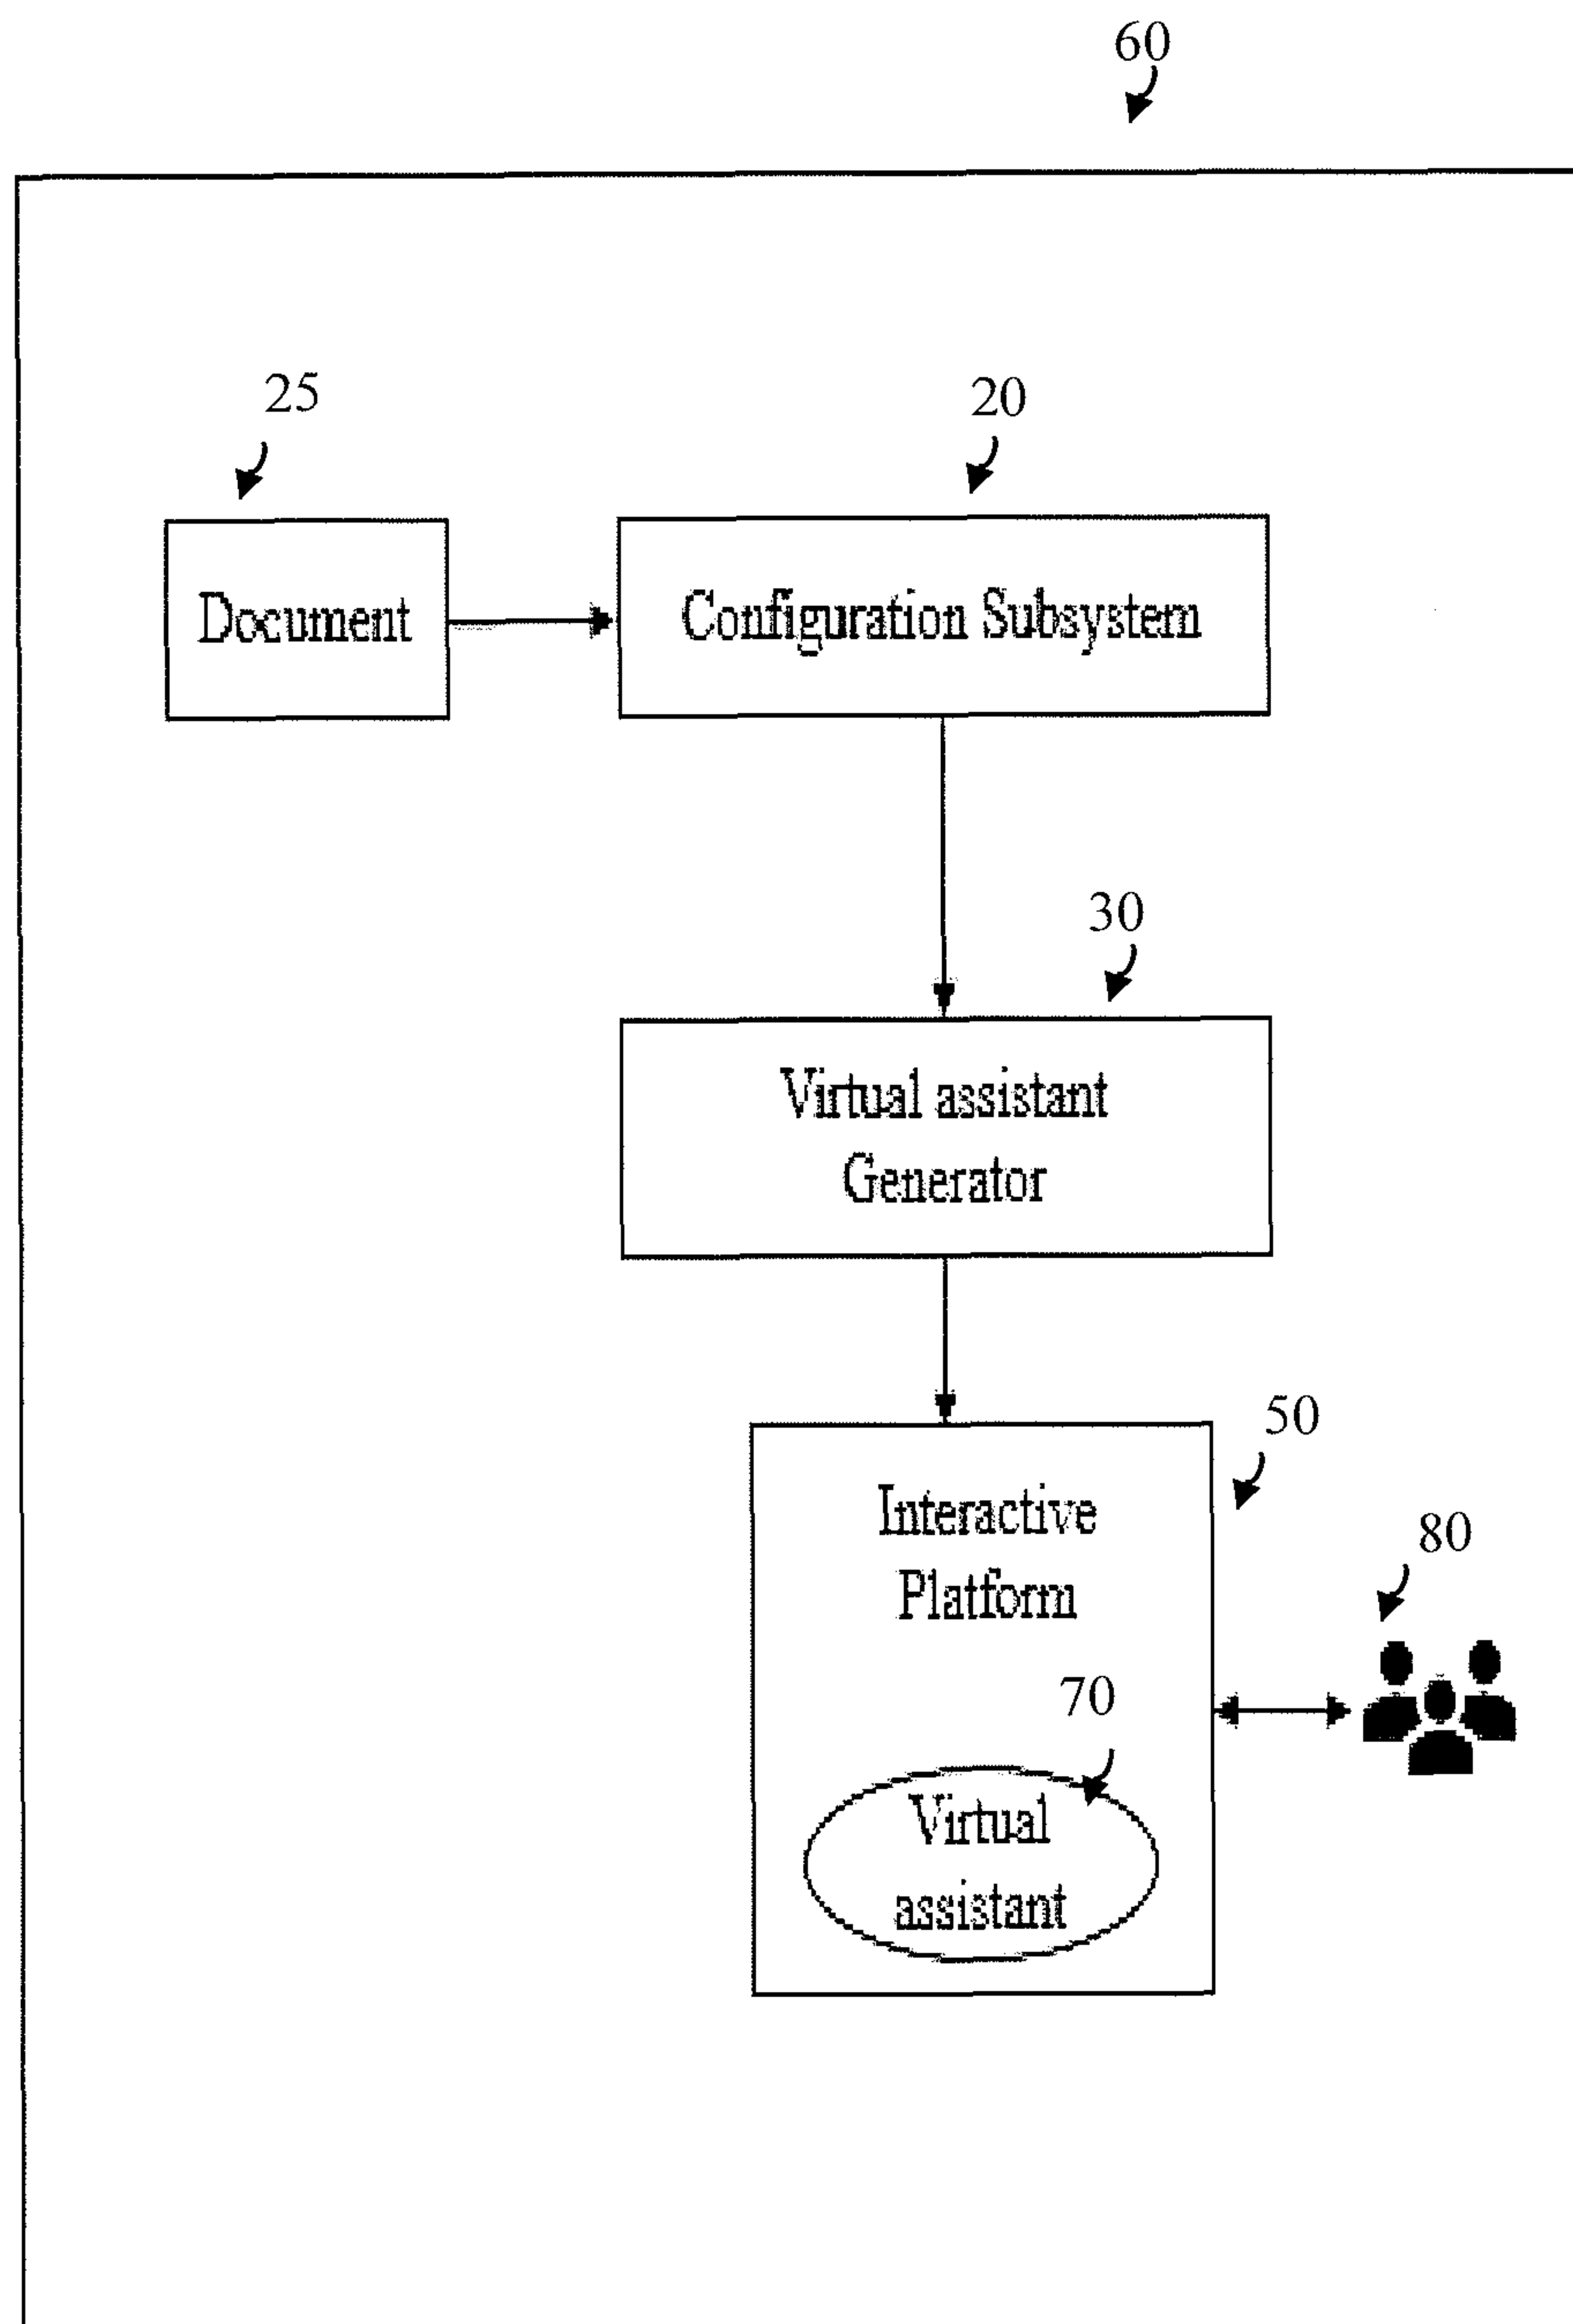 60
25
20
Document
Configuration Subsystem
30
Virtual assistant
Generator
50
Interactive
Platform
80
70
Virtual
assistant